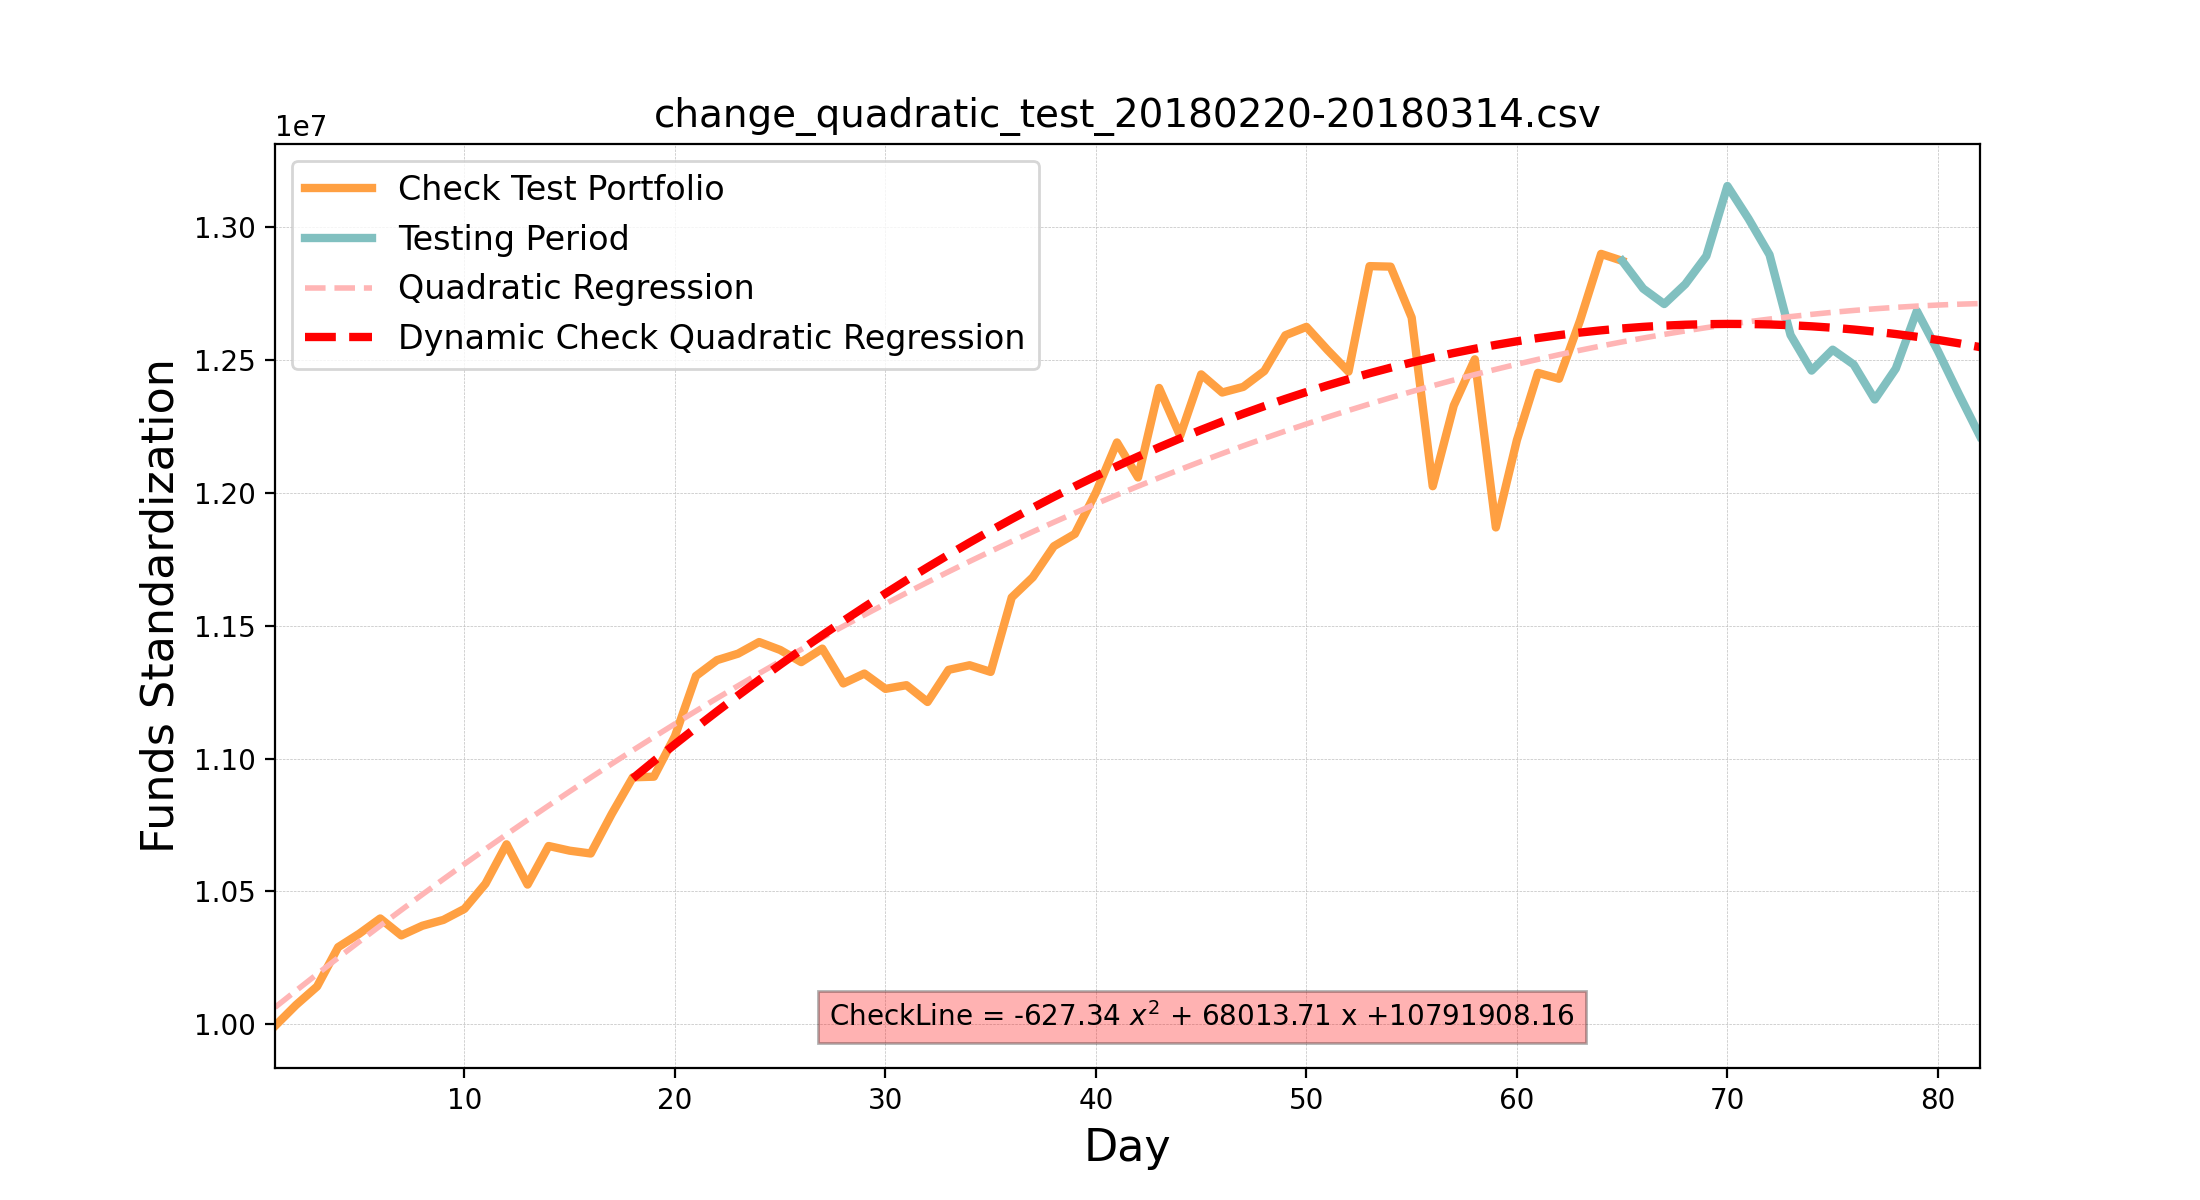 change_quadratic_test_20180220-20180314.csv
1e7
Check Test Portfolio
Testing Period
Quadratic Regression
Dynamic Check Quadratic Regression
1.30
1.25
1.20
1.15
1.10
1.05
1.00
Funds Standardization
CheckLine = -627.34 x² + 68013.71 x +10791908.16
10 20 30 40 50 60 70 80
Day